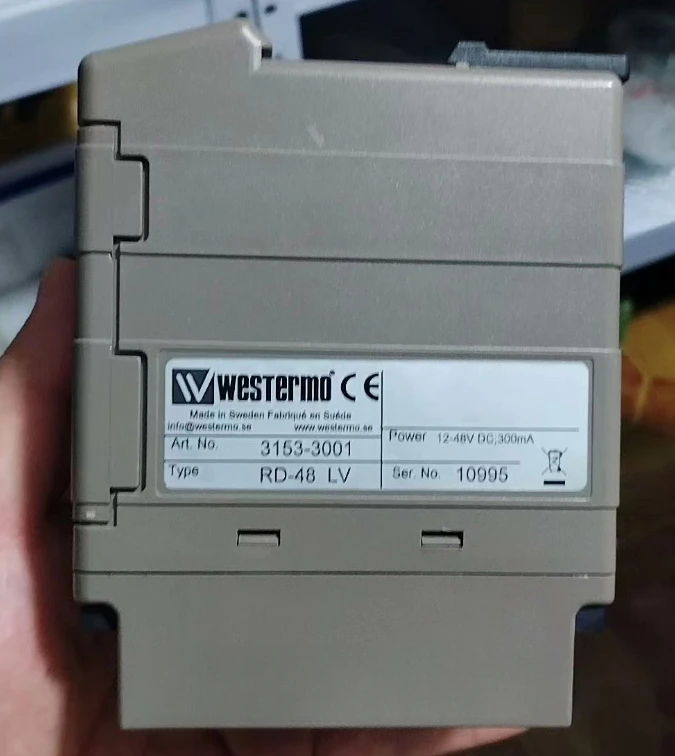 westermo CE
Made in Sweden Fabriqué en Suède
info@westermo.se www.westermo.se
Art. No. 3153-3001
Type RD-48 LV
Power 12-48V DC,300mA
Ser. No. 10995